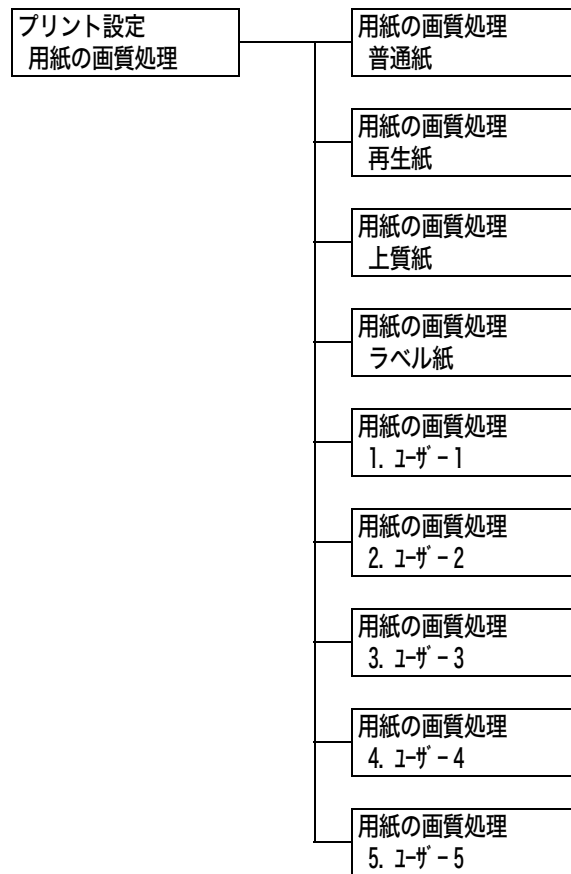 プリント設定
用紙の画質処理
用紙の画質処理
普通紙
用紙の画質処理
再生紙
用紙の画質処理
上質紙
用紙の画質処理
ラベル紙
用紙の画質処理
1. ﾕｰｻﾞｰ1
用紙の画質処理
2. ﾕｰｻﾞｰ2
用紙の画質処理
3. ﾕｰｻﾞｰ3
用紙の画質処理
4. ﾕｰｻﾞｰ4
用紙の画質処理
5. ﾕｰｻﾞｰ5